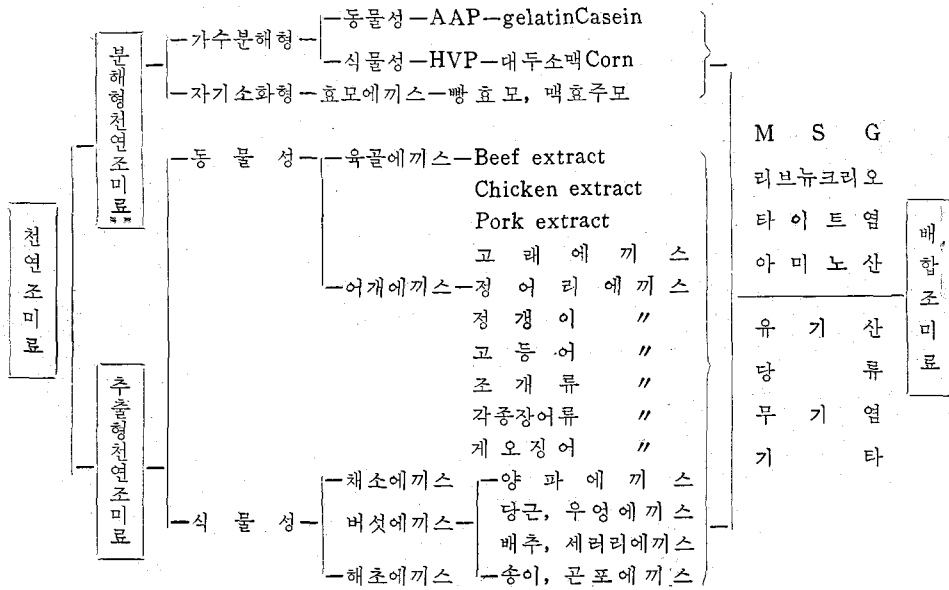 동물성—AAP—gelatinCasein
가수분해형
식물성—HVP—대두소맥Corn
자기소화형—효모에끼스—빵효모, 맥효주모
분해형천연조미료
동물성—육골에끼스—Beef extract
Chicken extract
Pork extract
고래에끼스
어개에끼스—정어리에끼스
정갱이 〃
고등어 〃
조개류 〃
각종장어류 〃
게오징어 〃
천연조미료
추출형천연조미료
채소에끼스—양파에끼스
식물성
버섯에끼스
당근, 우엉에끼스
배추, 세러리에끼스
해초에끼스—송이, 곤포에끼스
MSG
리브뉴크리오
타이트염
아미노산
유기산
당류
무기염
기타
배합조미료